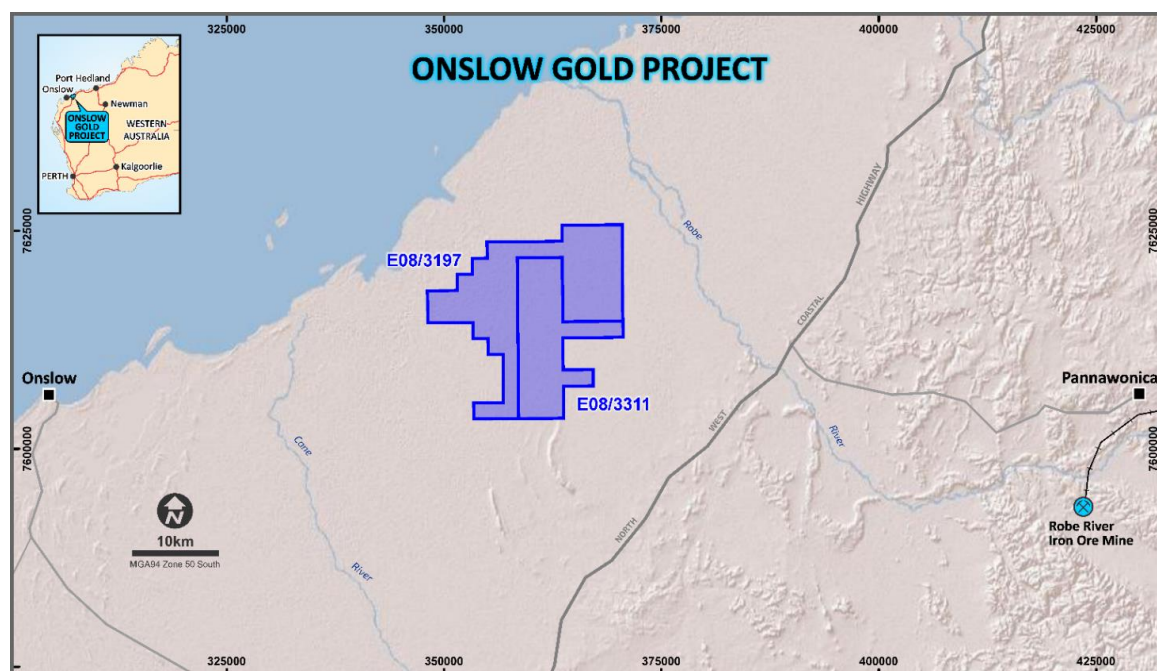 325000
350000
375000
400000
425000
ONSLOW GOLD PROJECT
Port Hedland
Onslow
Newman
ONSLOW
GOLD
PROJECT
WESTERN
AUSTRALIA
Kalgoorlie
PERTH
7625000
7625000
Robe
HIGHWAY
E08/3197
COASTAL
Onslow
Pannawonica
E08/3311
WEST
River
Cane
7600000
7600000
N
10km
MGA94 Zone 50 South
NORTH
Robe River
Iron Ore Mine
River
325000
350000
375000
400000
425000